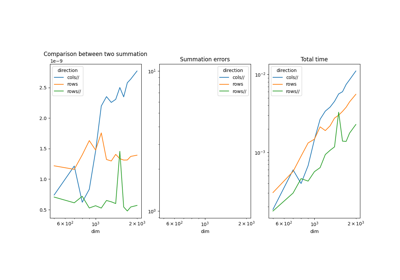 Comparison between two summation
1e−9
direction
cols//
rows
rows//
2.5
2.0
1.5
1.0
0.5
6 × 10²
10³
2 × 10³
dim
Summation errors
direction
cols//
rows
rows//
10¹
10⁰
6 × 10²
10³
2 × 10³
dim
Total time
direction
cols//
rows
rows//
10⁻²
10⁻³
6 × 10²
10³
2 × 10³
dim